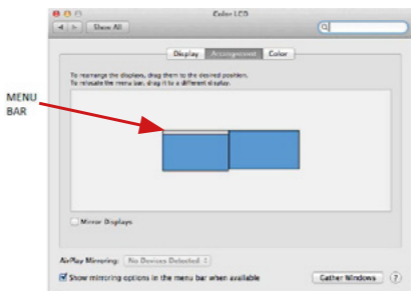 Color LCD
Show All
Display Arrangement Color
To rearrange the displays, drag them to the desired position.
To relocate the menu bar, drag it to a different display.
MENU
BAR
Mirror Displays
AirPlay Mirroring: No Devices Detected
Show mirroring options in the menu bar when available
Gather Windows ?